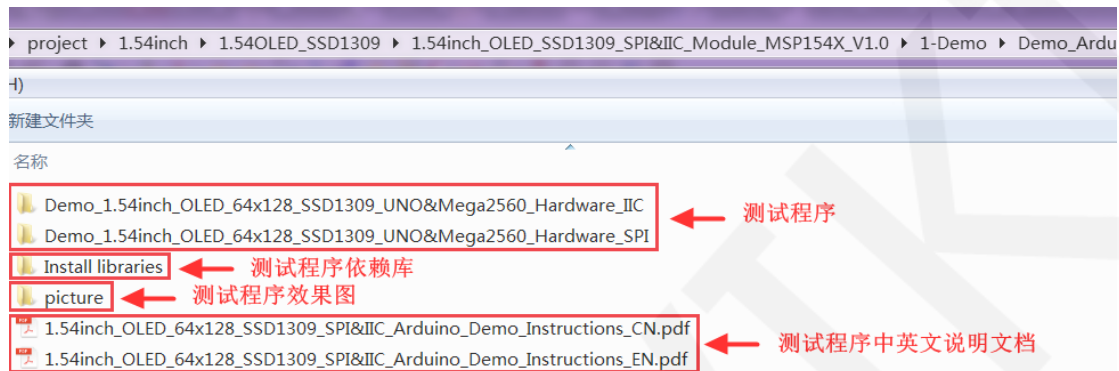 project ▸ 1.54inch ▸ 1.54OLED_SSD1309 ▸ 1.54inch_OLED_SSD1309_SPI&IIC_Module_MSP154X_V1.0 ▸ 1-Demo ▸ Demo_Ardu
H)
新建文件夹
名称
Demo_1.54inch_OLED_64x128_SSD1309_UNO&Mega2560_Hardware_IIC
测试程序
Demo_1.54inch_OLED_64x128_SSD1309_UNO&Mega2560_Hardware_SPI
Install libraries 测试程序依赖库
picture 测试程序效果图
1.54inch_OLED_64x128_SSD1309_SPI&IIC_Arduino_Demo_Instructions_CN.pdf
测试程序中英文说明文档
1.54inch_OLED_64x128_SSD1309_SPI&IIC_Arduino_Demo_Instructions_EN.pdf